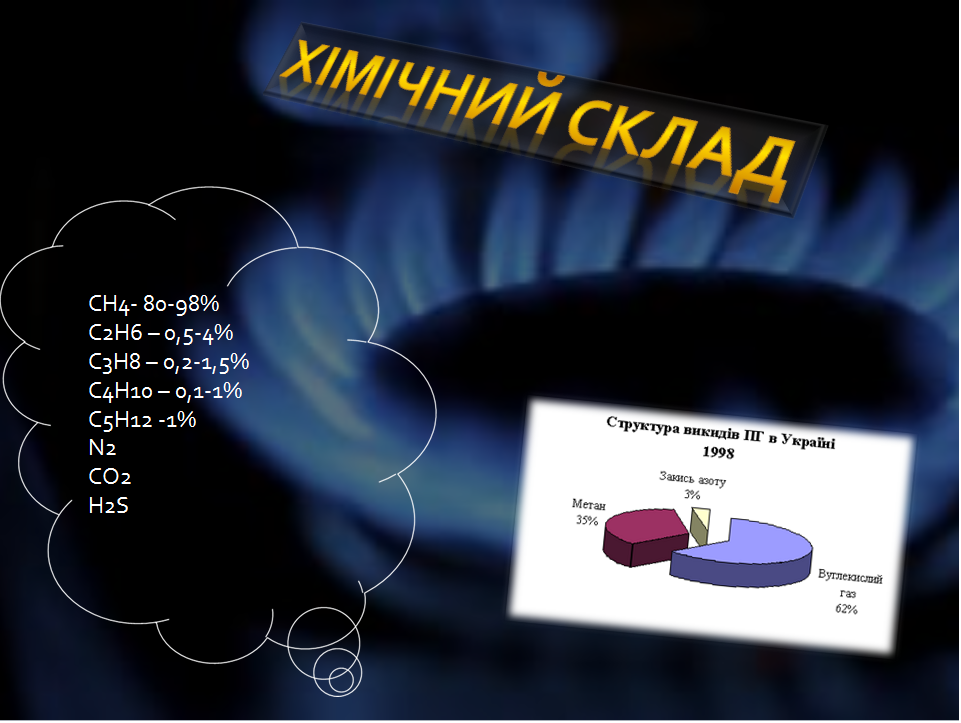 ХІМІЧНИЙ СКЛАД
CH4- 80-98%
C2H6 – 0,5-4%
C3H8 – 0,2-1,5%
C4H10 – 0,1-1%
C5H12 -1%
N2
CO2
H2S
Структура викидів ПГ в Україні
1998
Закись азоту
3%
Метан
35%
Вуглекислий
газ
62%